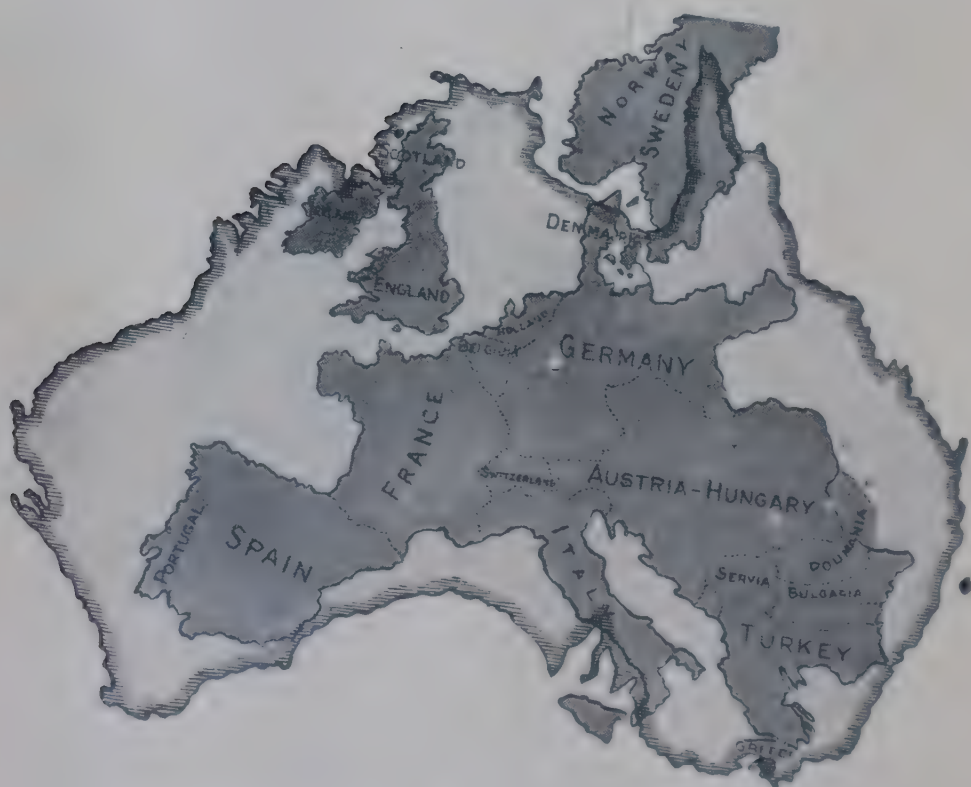 NORWAY
SWEDEN
SCOTLAND
IRELAND
DENMARK
ENGLAND
HOLLAND
BELGIUM
GERMANY
FRANCE
SWITZERLAND
AUSTRIA-HUNGARY
PORTUGAL
SPAIN
ITALY
ROUMANIA
SERVIA
BULGARIA
TURKEY
GREECE